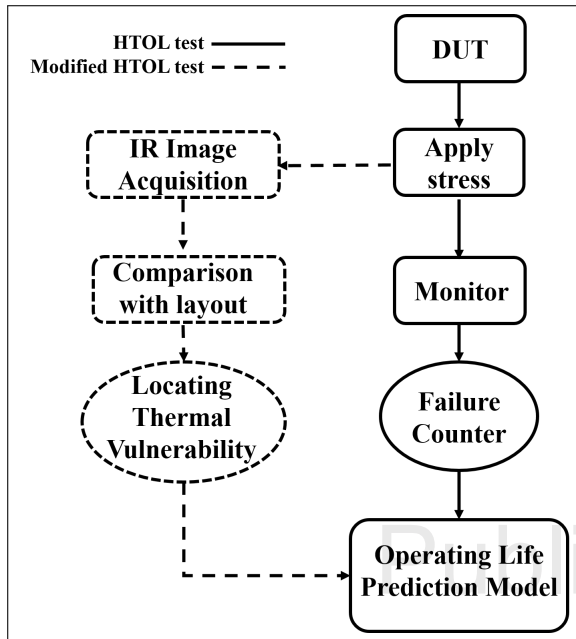 HTOL test
Modified HTOL test
DUT
Apply
stress
IR Image
Acquisition
Comparison
with layout
Monitor
Locating
Thermal
Vulnerability
Failure
Counter
Operating Life
Prediction Model
Publi